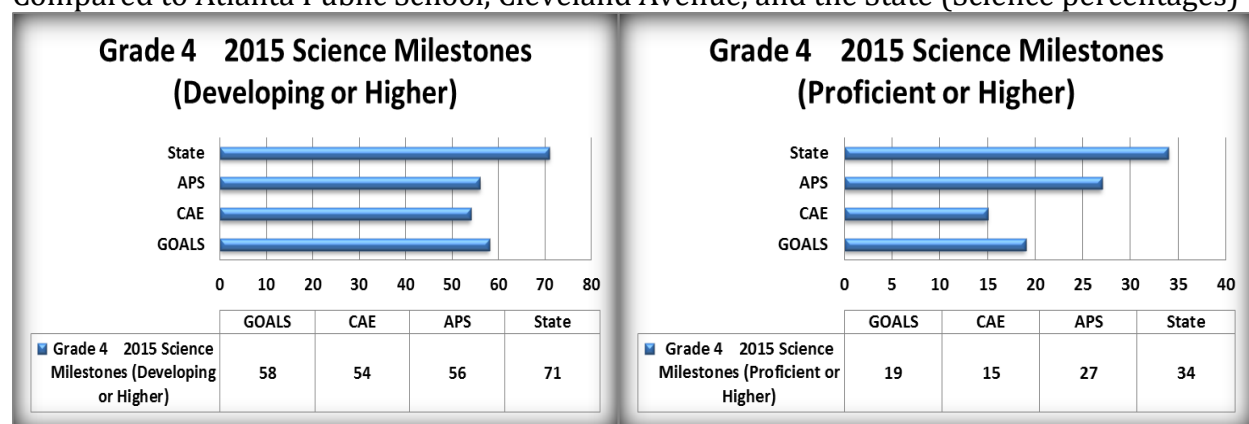 Compared to Atlanta Public School, Cleveland Avenue, and the State (Science percentages)
Grade 4 2015 Science Milestones
(Developing or Higher)
State
APS
CAE
GOALS
0 10 20 30 40 50 60 70 80
GOALS CAE APS State
Grade 4 2015 Science
Milestones (Developing
or Higher)
58 54 56 71
Grade 4 2015 Science Milestones
(Proficient or Higher)
State
APS
CAE
GOALS
0 5 10 15 20 25 30 35 40
GOALS CAE APS State
Grade 4 2015 Science
Milestones (Proficient or
Higher)
19 15 27 34